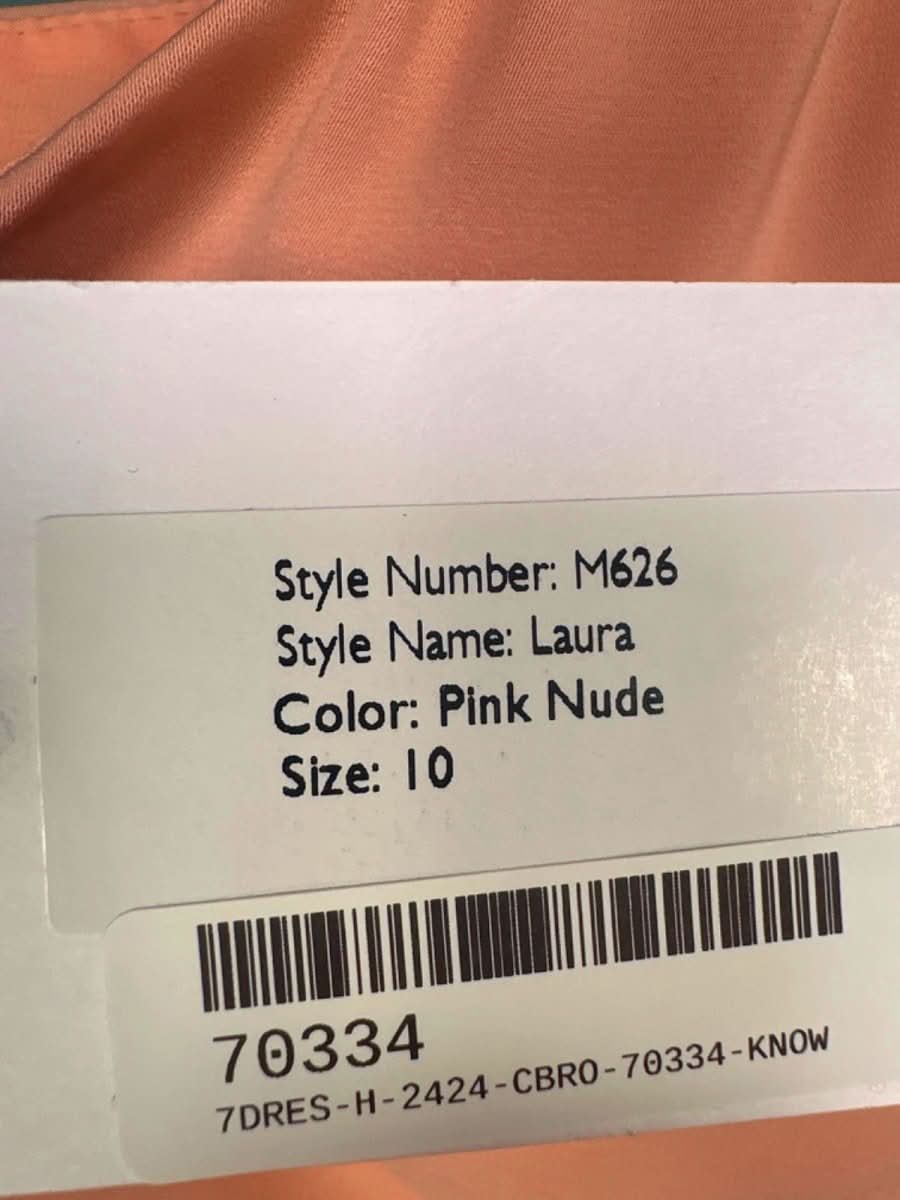 Style Number: M626
Style Name: Laura
Color: Pink Nude
Size: 10
70334
7DRES-H-2424-CBRO-70334-KNOW